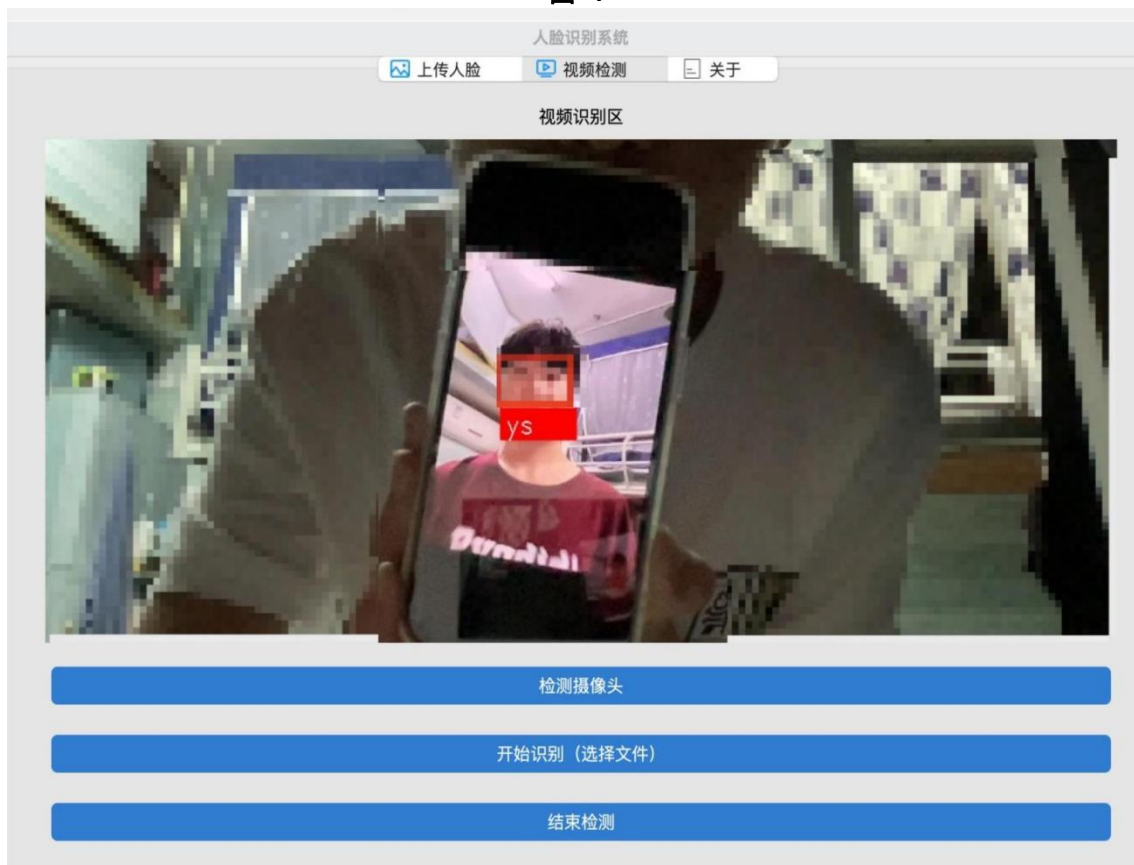 人脸识别系统
上传人脸 视频检测 关于
视频识别区
ys
检测摄像头
开始识别（选择文件）
结束检测